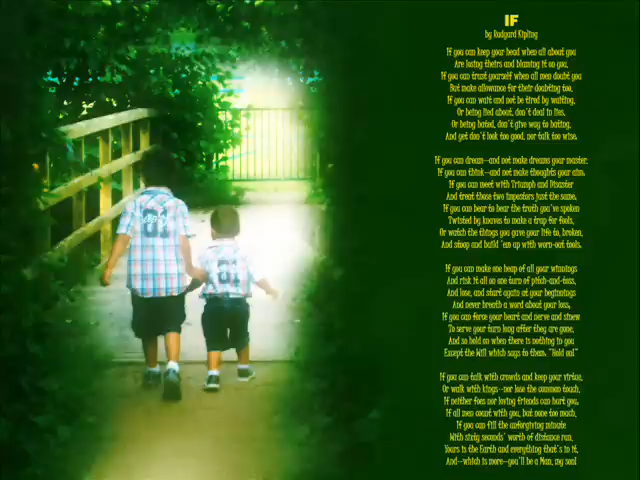 IF
by Rudyard Kipling
If you can keep your head when all about you
Are losing theirs and blaming it on you,
If you can trust yourself when all men doubt you
But make allowance for their doubting too,
If you can wait and not be tired by waiting,
Or being lied about, don't deal in lies,
Or being hated, don't give way to hating,
And yet don't look too good, nor talk too wise.
If you can dream--and not make dreams your master,
If you can think--and not make thoughts your aim;
If you can meet with Triumph and Disaster
And treat those two impostors just the same,
If you can bear to hear the truth you've spoken
Twisted by knaves to make a trap for fools,
Or watch the things you gave your life to, broken,
And stoop and build 'em up with worn-out tools.
If you can make one heap of all your winnings
And risk it all on one turn of pitch-and-toss,
And lose, and start again at your beginnings
And never breath a word about your loss,
If you can force your heart and nerve and sinew
To serve your turn long after they are gone,
And so hold on when there is nothing in you
Except the Will which says to them: "Hold on!"
If you can talk with crowds and keep your virtue,
Or walk with kings--nor lose the common touch,
If neither foes nor loving friends can hurt you,
If all men count with you, but none too much,
If you can fill the unforgiving minute
With sixty seconds' worth of distance run,
Yours is the Earth and everything that's in it,
And--which is more--you'll be a Man, my son!